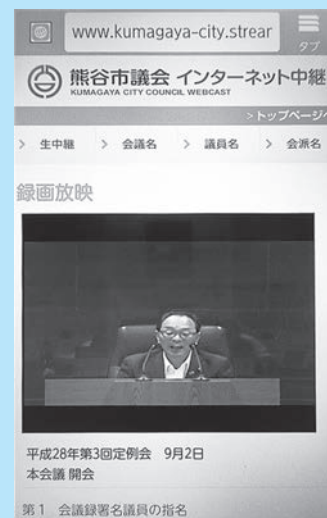 www.kumagaya-city.strear
タブ
熊谷市議会 インターネット中継
KUMAGAYA CITY COUNCIL WEBCAST
>トップページへ
> 生中継 > 会議名 > 議員名 > 会派名
録画放映
平成28年第3回定例会 9月2日
本会議 開会
第1 会議録署名議員の指名